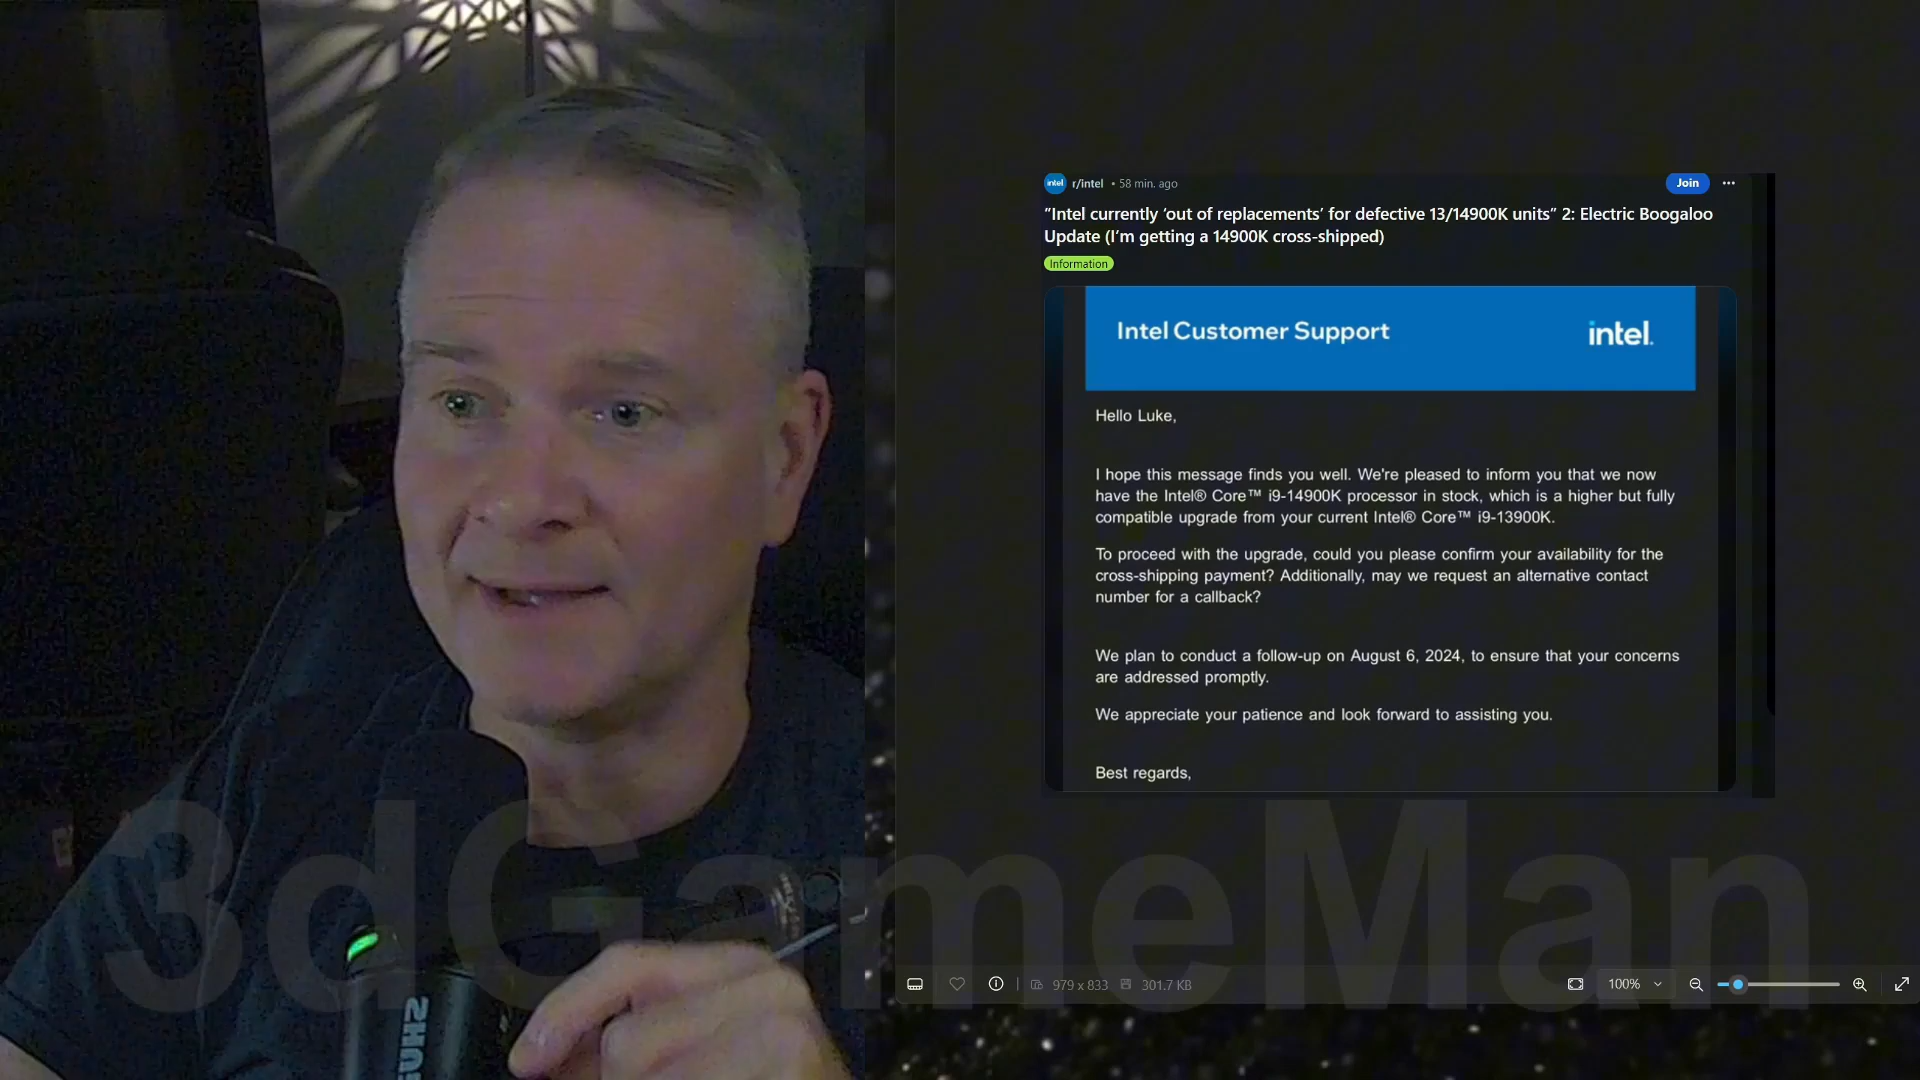 intel r/intel • 58 min. ago Join
"Intel currently 'out of replacements' for defective 13/14900K units" 2: Electric Boogaloo
Update (I'm getting a 14900K cross-shipped)
Information
Intel Customer Support intel.
Hello Luke,
I hope this message finds you well. We're pleased to inform you that we now
have the Intel® Core™ i9-14900K processor in stock, which is a higher but fully
compatible upgrade from your current Intel® Core™ i9-13900K.
To proceed with the upgrade, could you please confirm your availability for the
cross-shipping payment? Additionally, may we request an alternative contact
number for a callback?
We plan to conduct a follow-up on August 6, 2024, to ensure that your concerns
are addressed promptly.
We appreciate your patience and look forward to assisting you.
Best regards,
3dGameMan
979 x 833 301.7 KB 100%